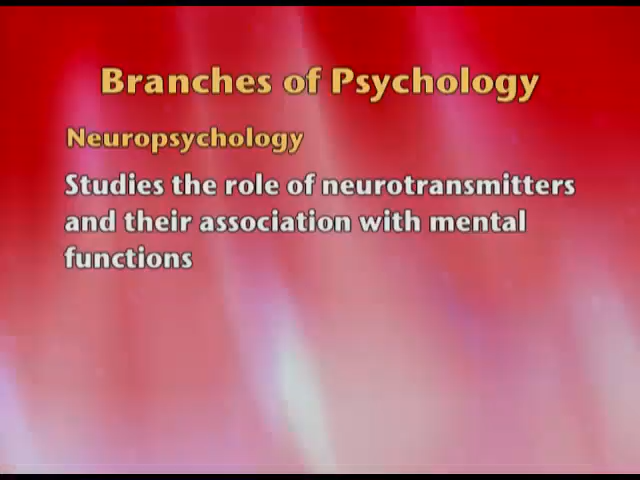 Branches of Psychology
Neuropsychology
Studies the role of neurotransmitters
and their association with mental
functions